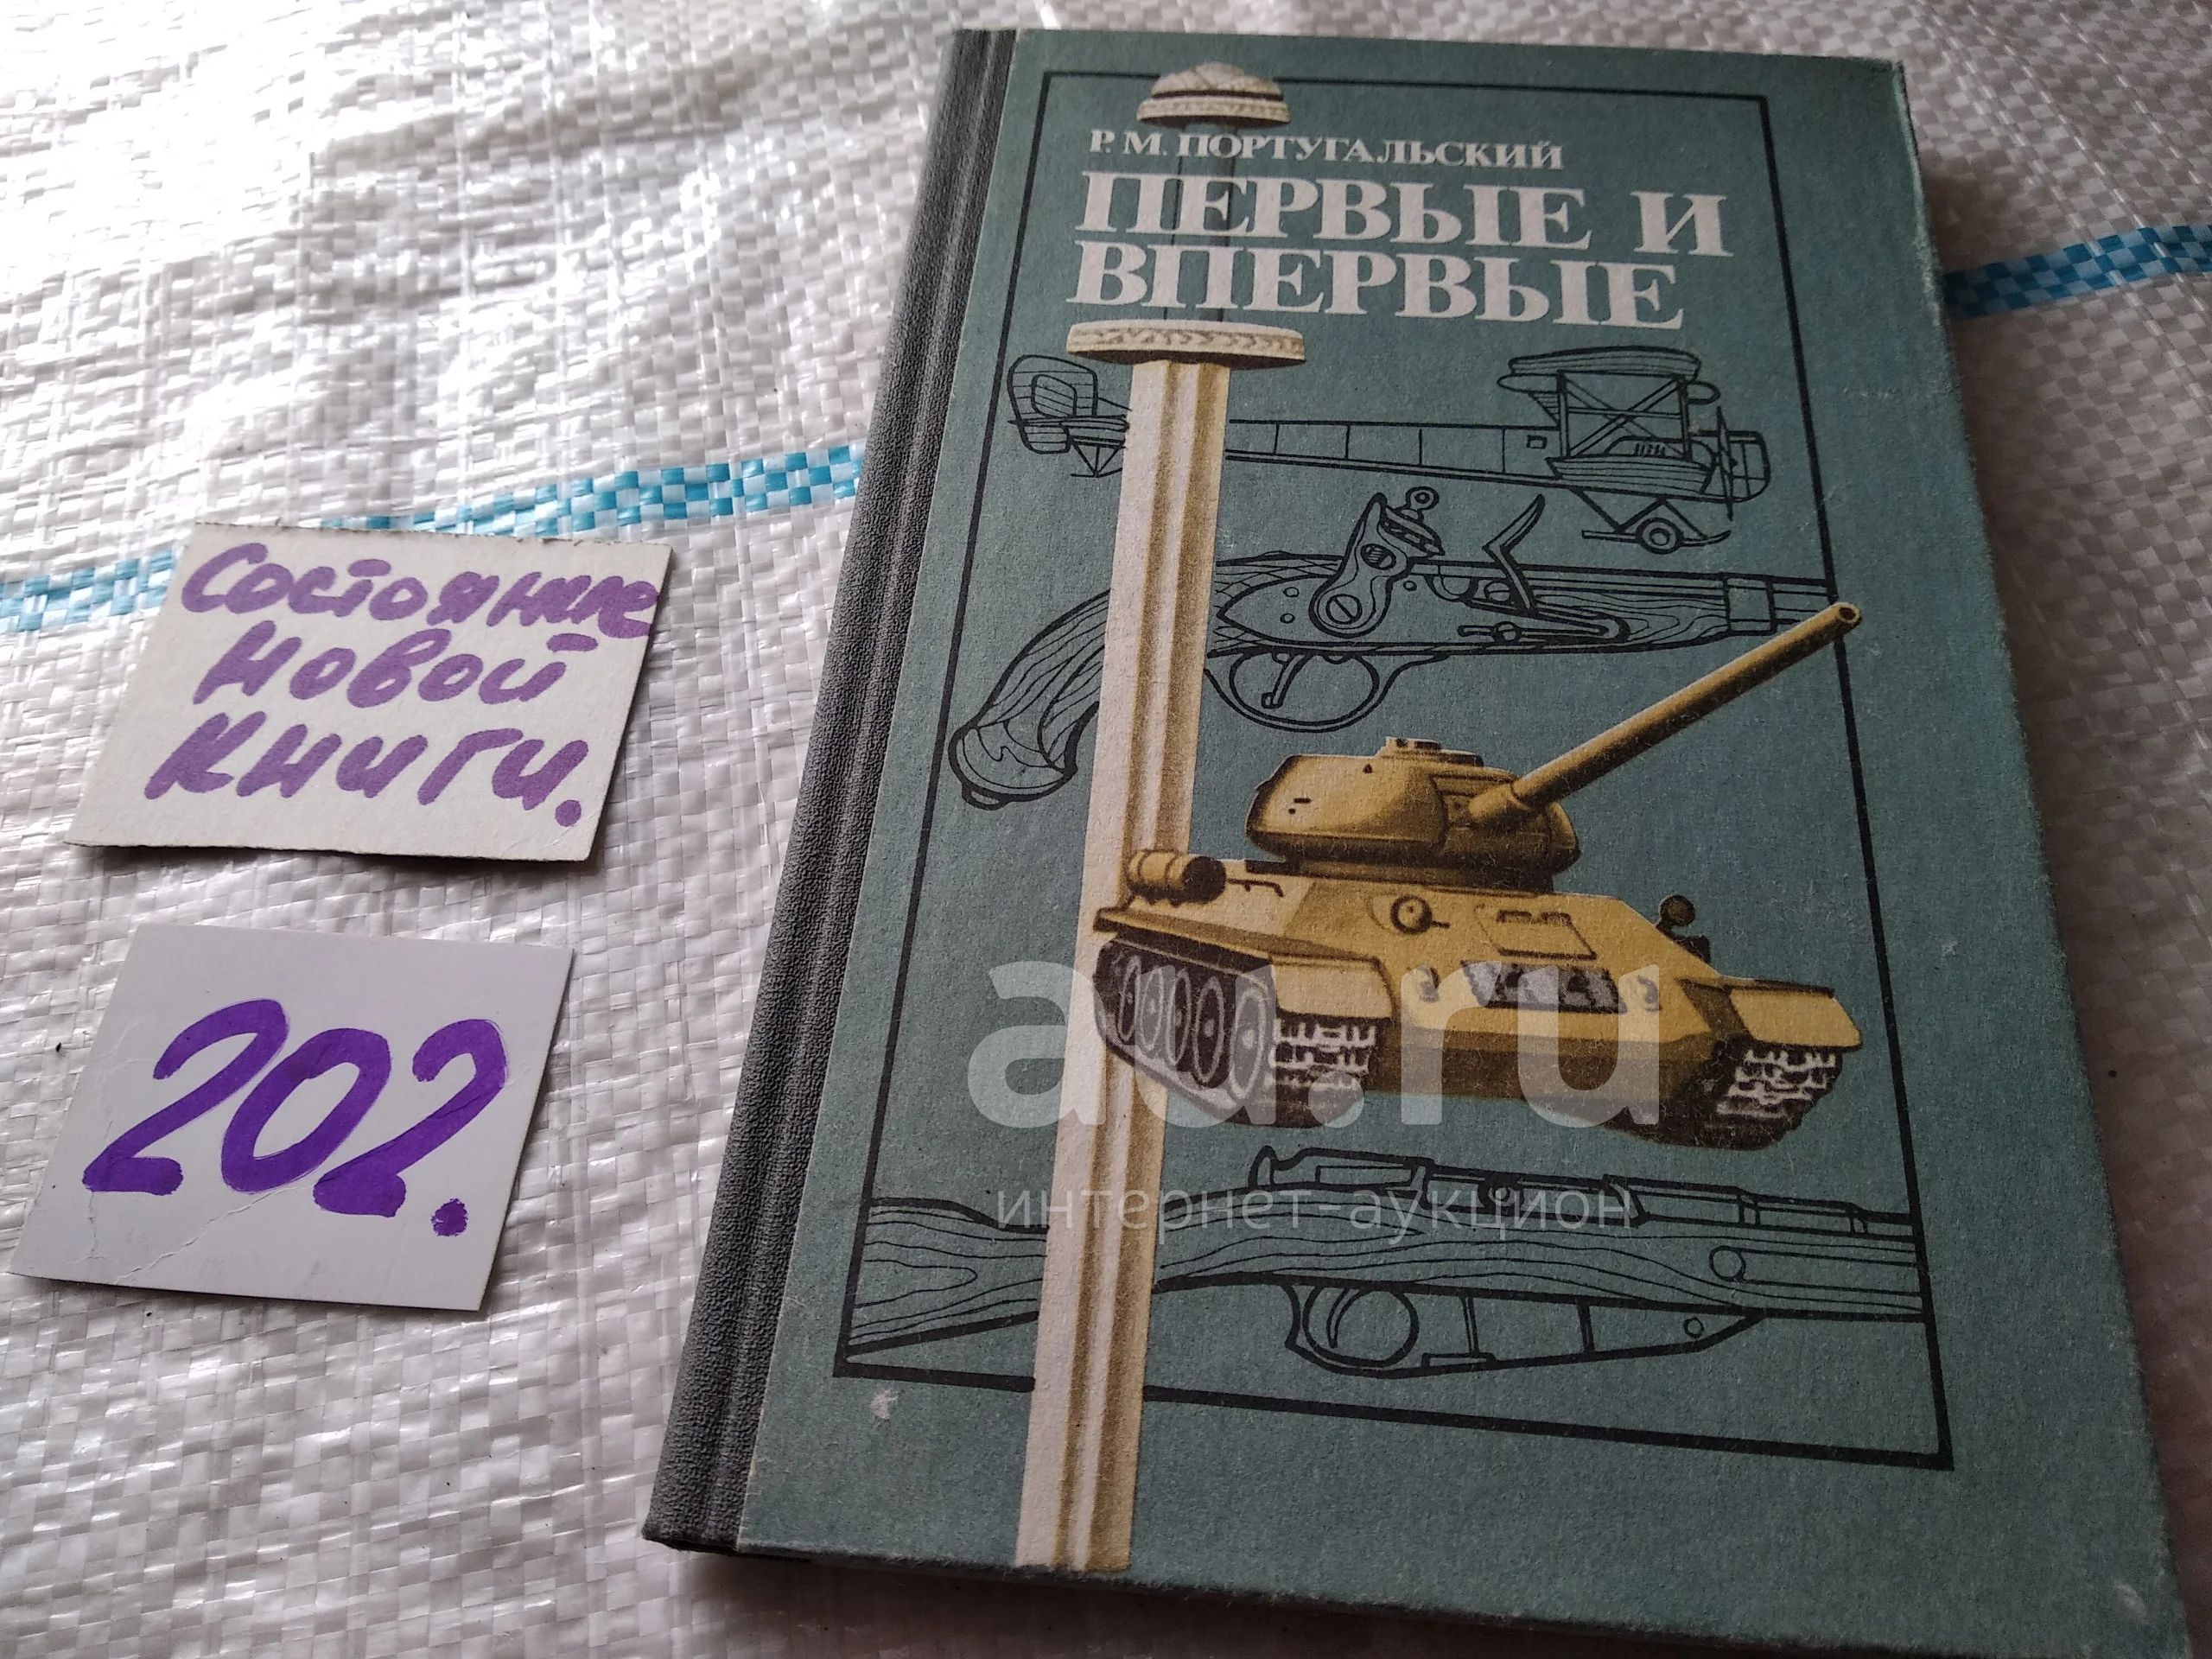 Р. М. ПОРТУГАЛЬСКИЙ
ПЕРВЫЕ И
ВПЕРВЫЕ
Состояние
новой
книги.
202.
au.ru
интернет-аукцион